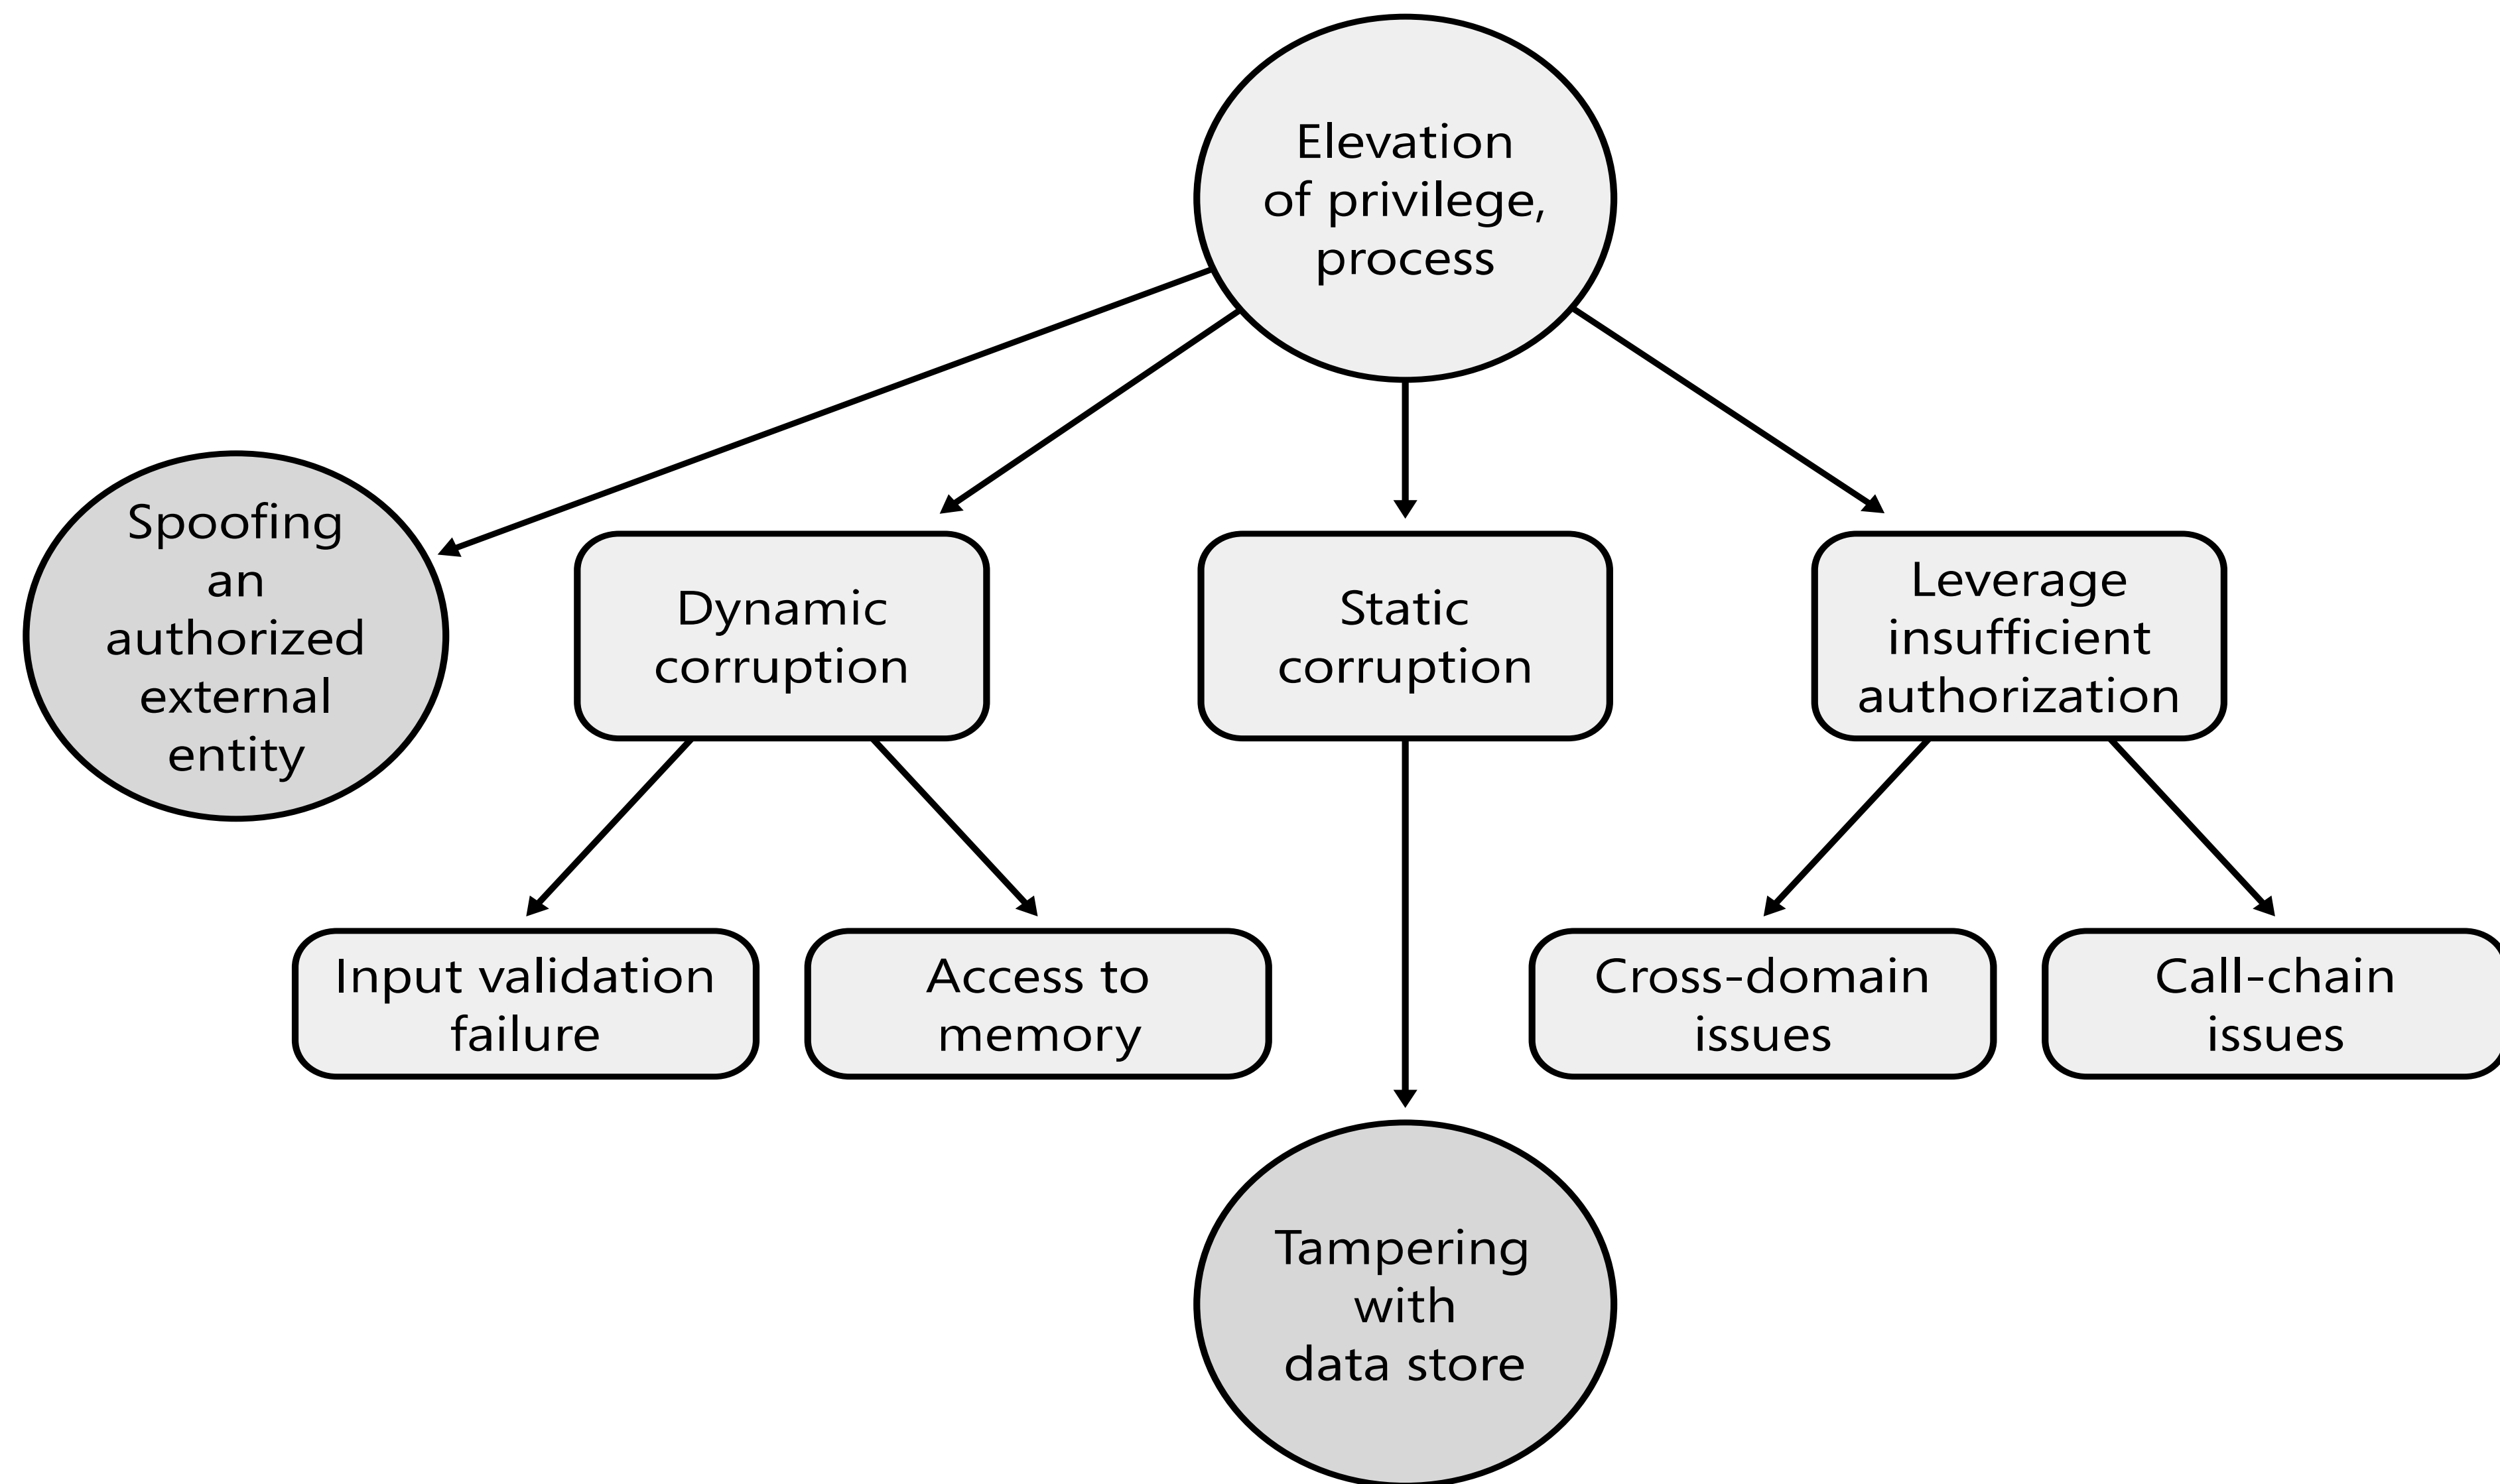 Elevation
of privilege,
process
Spoofing
an
authorized
external
entity
Dynamic
corruption
Static
corruption
Leverage
insufficient
authorization
Input validation
failure
Access to
memory
Cross-domain
issues
Call-chain
issues
Tampering
with
data store